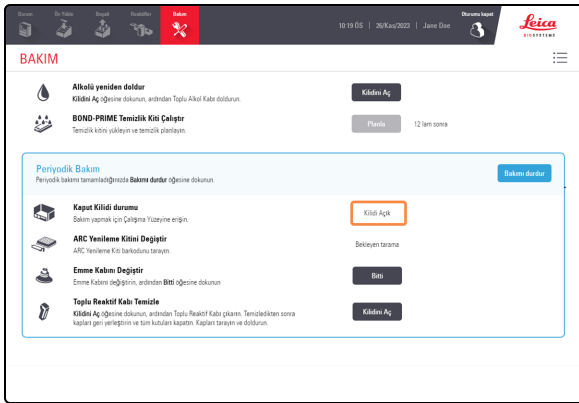 Durum
Ön Yükle
Boşalt
Reaktifler
Bakım
10:19 ÖS | 26/Kas/2023 | Jane Doe
Oturumu kapat
Leica
BIOSYSTEMS
BAKIM
Alkolü yeniden doldur
Kilidini Aç öğesine dokunun, ardından Toplu Alkol Kabı doldurun.
Kilidini Aç
BOND-PRIME Temizlik Kiti Çalıştır
Temizlik kitini yükleyin ve temizlik planlayın.
Planla
12 lam sonra
Periyodik Bakım
Periyodik bakımı tamamladığınızda Bakımı durdur öğesine dokunun.
Bakımı durdur
Kaput Kilidi durumu
Bakım yapmak için Çalışma Yüzeyine erişin.
Kilidi Açık
ARC Yenileme Kitini Değiştir
ARC Yenileme Kiti barkodunu tarayın.
Bekleyen tarama
Emme Kabını Değiştir
Emme Kabını değiştirin, ardından Bitti öğesine dokunun
Bitti
Toplu Reaktif Kabı Temizle
Kilidini Aç öğesine dokunun, ardından Toplu Reaktif Kabı çıkarın. Temizledikten sonra
kapları geri yerleştirin ve tüm kutuları kapatın. Kapları tarayın ve doldurun.
Kilidini Aç